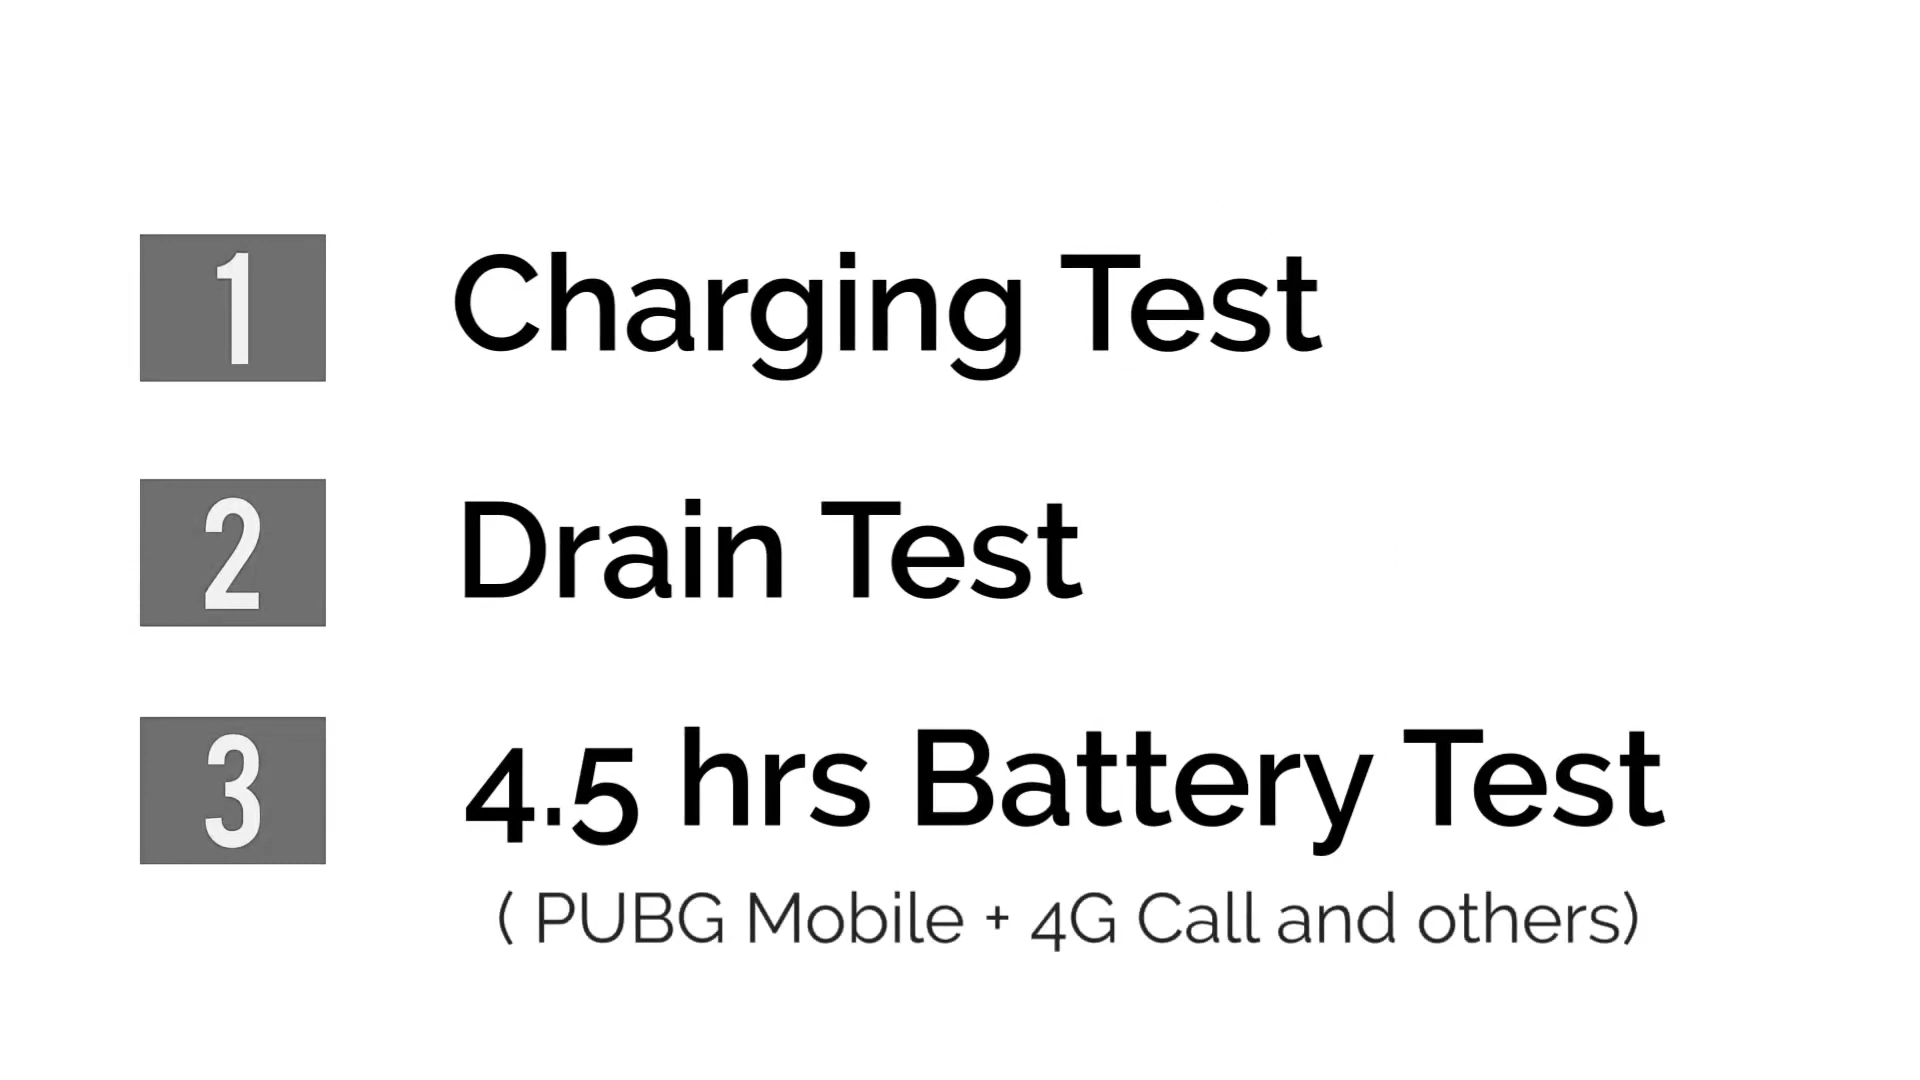 1 Charging Test
2 Drain Test
3 4.5 hrs Battery Test
( PUBG Mobile + 4G Call and others)